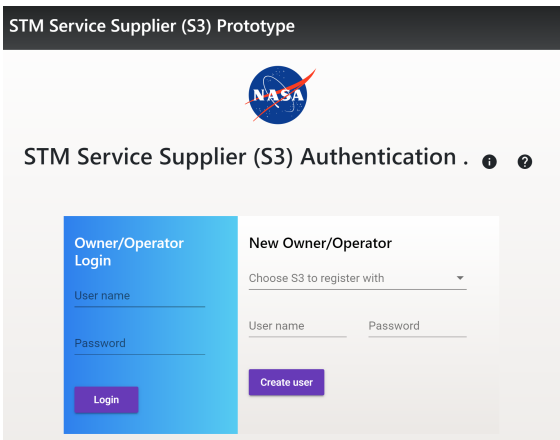 STM Service Supplier (S3) Prototype
NASA
STM Service Supplier (S3) Authentication .
Owner/Operator
Login
User name
Password
Login
New Owner/Operator
Choose S3 to register with
User name Password
Create user